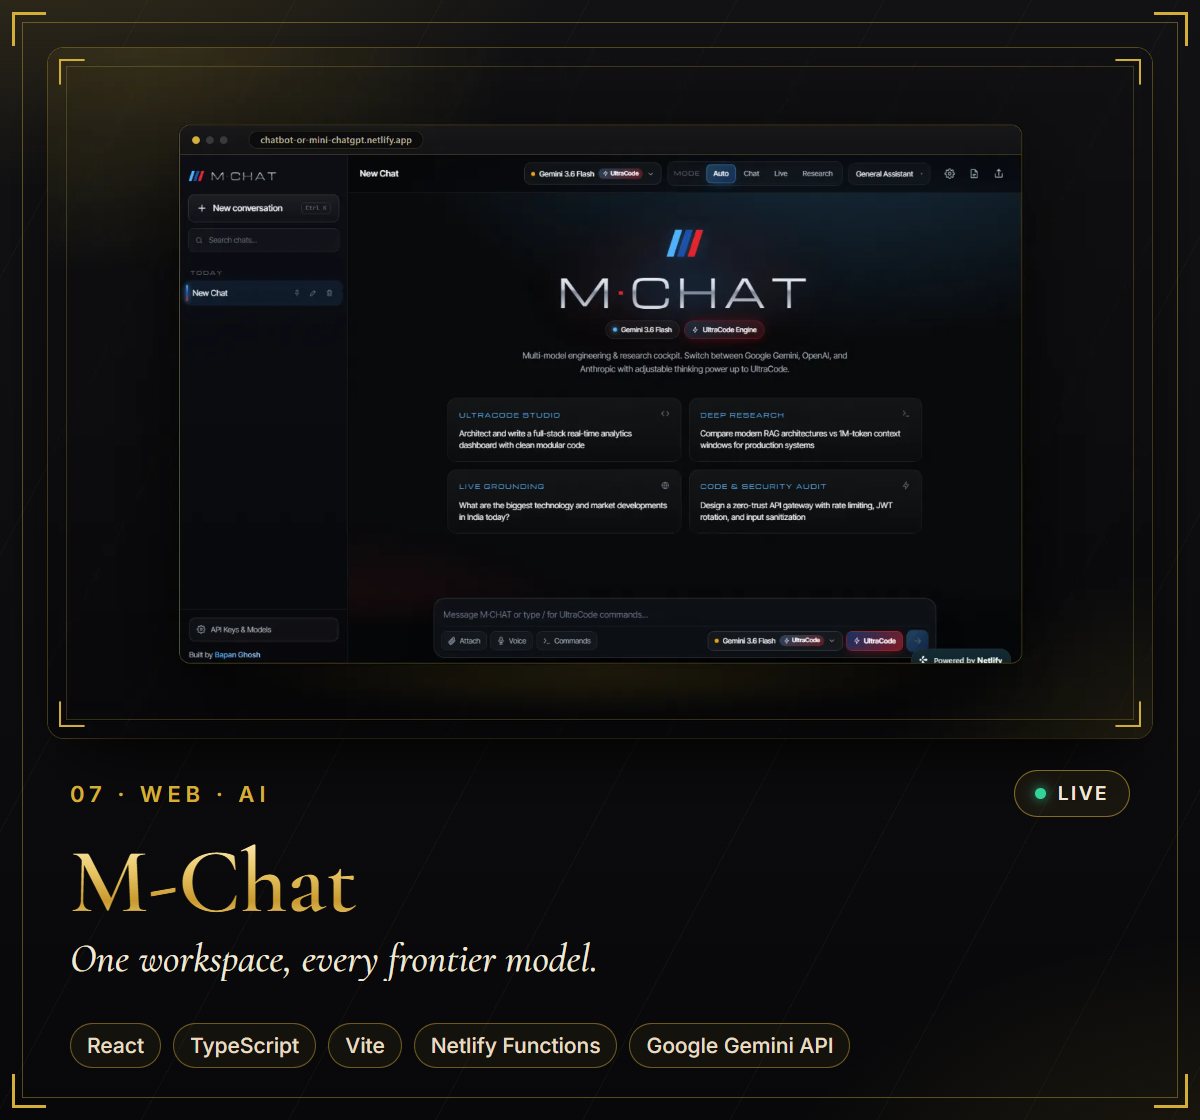 chatbot-or-mini-chatgpt.netlify.app
M·CHAT
New Chat
Gemini 3.6 Flash UltraCode
MODE Auto Chat Live Research
General Assistant
+ New conversation Ctrl K
Search chats...
TODAY
New Chat
M·CHAT
Gemini 3.6 Flash UltraCode Engine
Multi-model engineering & research cockpit. Switch between Google Gemini, OpenAI, and
Anthropic with adjustable thinking power up to UltraCode.
ULTRACODE STUDIO
Architect and write a full-stack real-time analytics
dashboard with clean modular code
DEEP RESEARCH
Compare modern RAG architectures vs 1M-token context
windows for production systems
LIVE GROUNDING
What are the biggest technology and market developments
in India today?
CODE & SECURITY AUDIT
Design a zero-trust API gateway with rate limiting, JWT
rotation, and input sanitization
Message M·CHAT or type / for UltraCode commands...
Attach Voice Commands
Gemini 3.6 Flash UltraCode UltraCode
API Keys & Models
Built by Bapan Ghosh
Powered by Netlify
07 · WEB · AI
LIVE
M-Chat
One workspace, every frontier model.
React TypeScript Vite Netlify Functions Google Gemini API